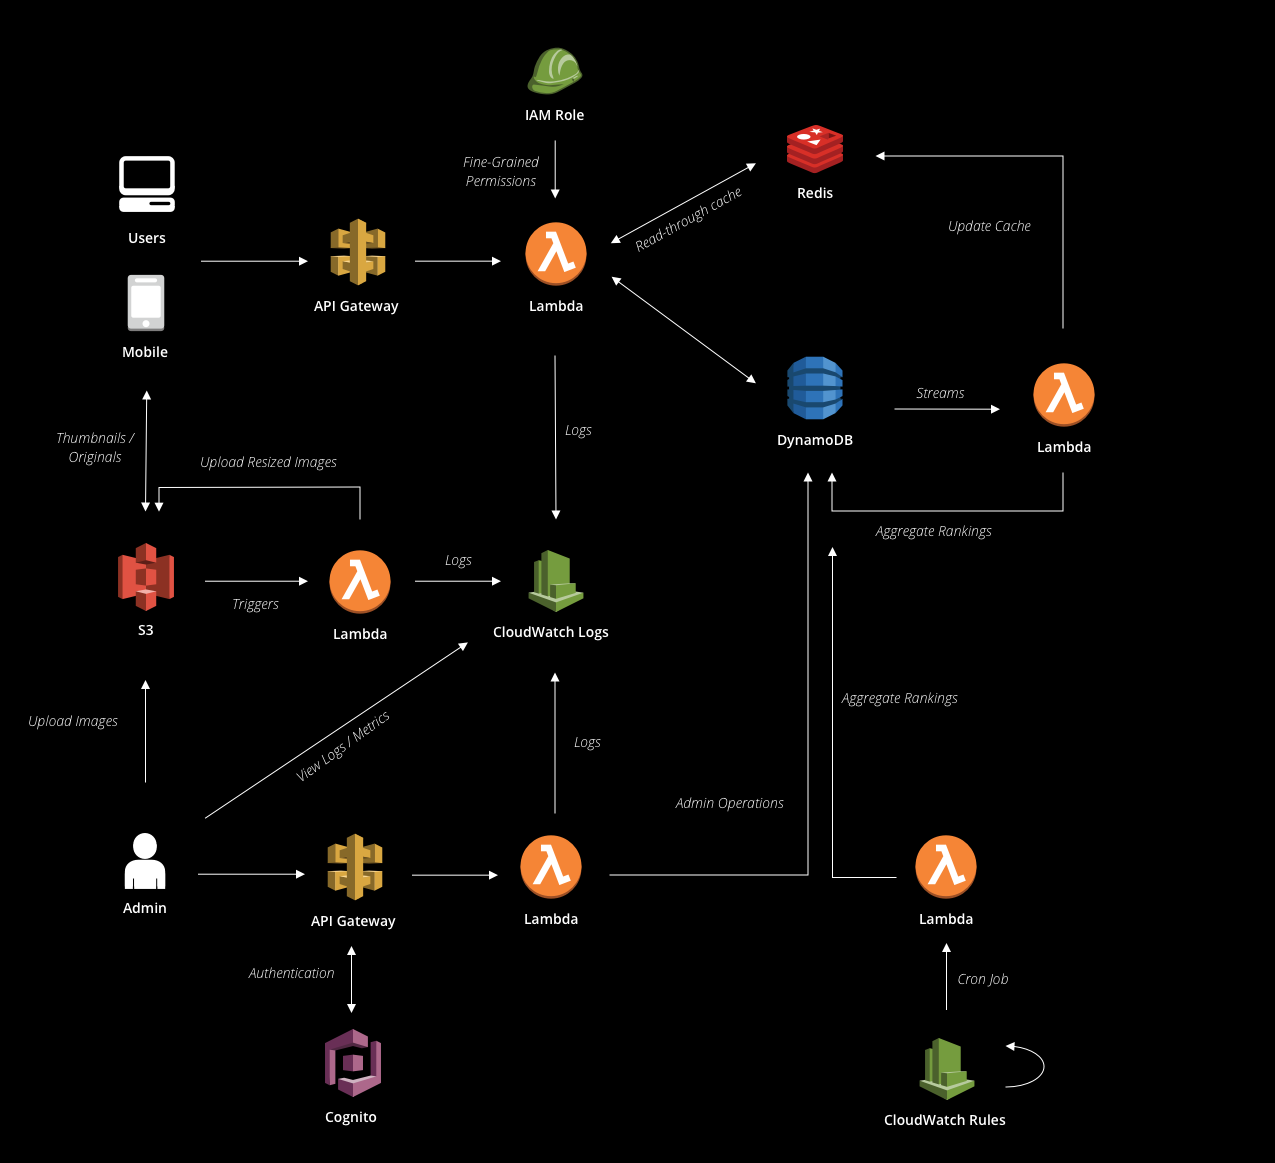 IAM Role
Fine-Grained
Permissions
Redis
Read-through cache
Update Cache
Users
API Gateway
Lambda
Mobile
Streams
DynamoDB
Lambda
Thumbnails /
Originals
Upload Resized Images
Logs
Aggregate Rankings
Logs
Triggers
S3
Lambda
CloudWatch Logs
Upload Images
View Logs / Metrics
Logs
Aggregate Rankings
Admin Operations
Admin
API Gateway
Lambda
Lambda
Authentication
Cron Job
Cognito
CloudWatch Rules